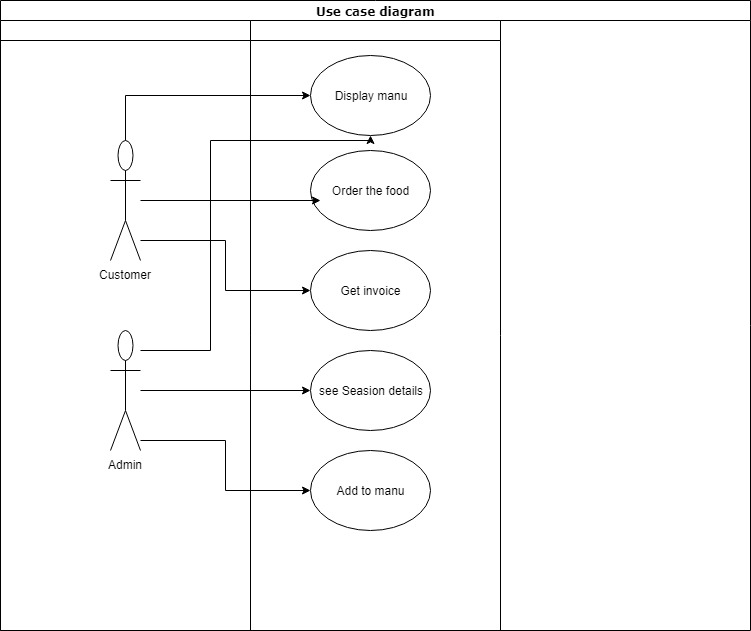 Use case diagram
Display manu
Order the food
Customer
Get invoice
see Seasion details
Admin
Add to manu